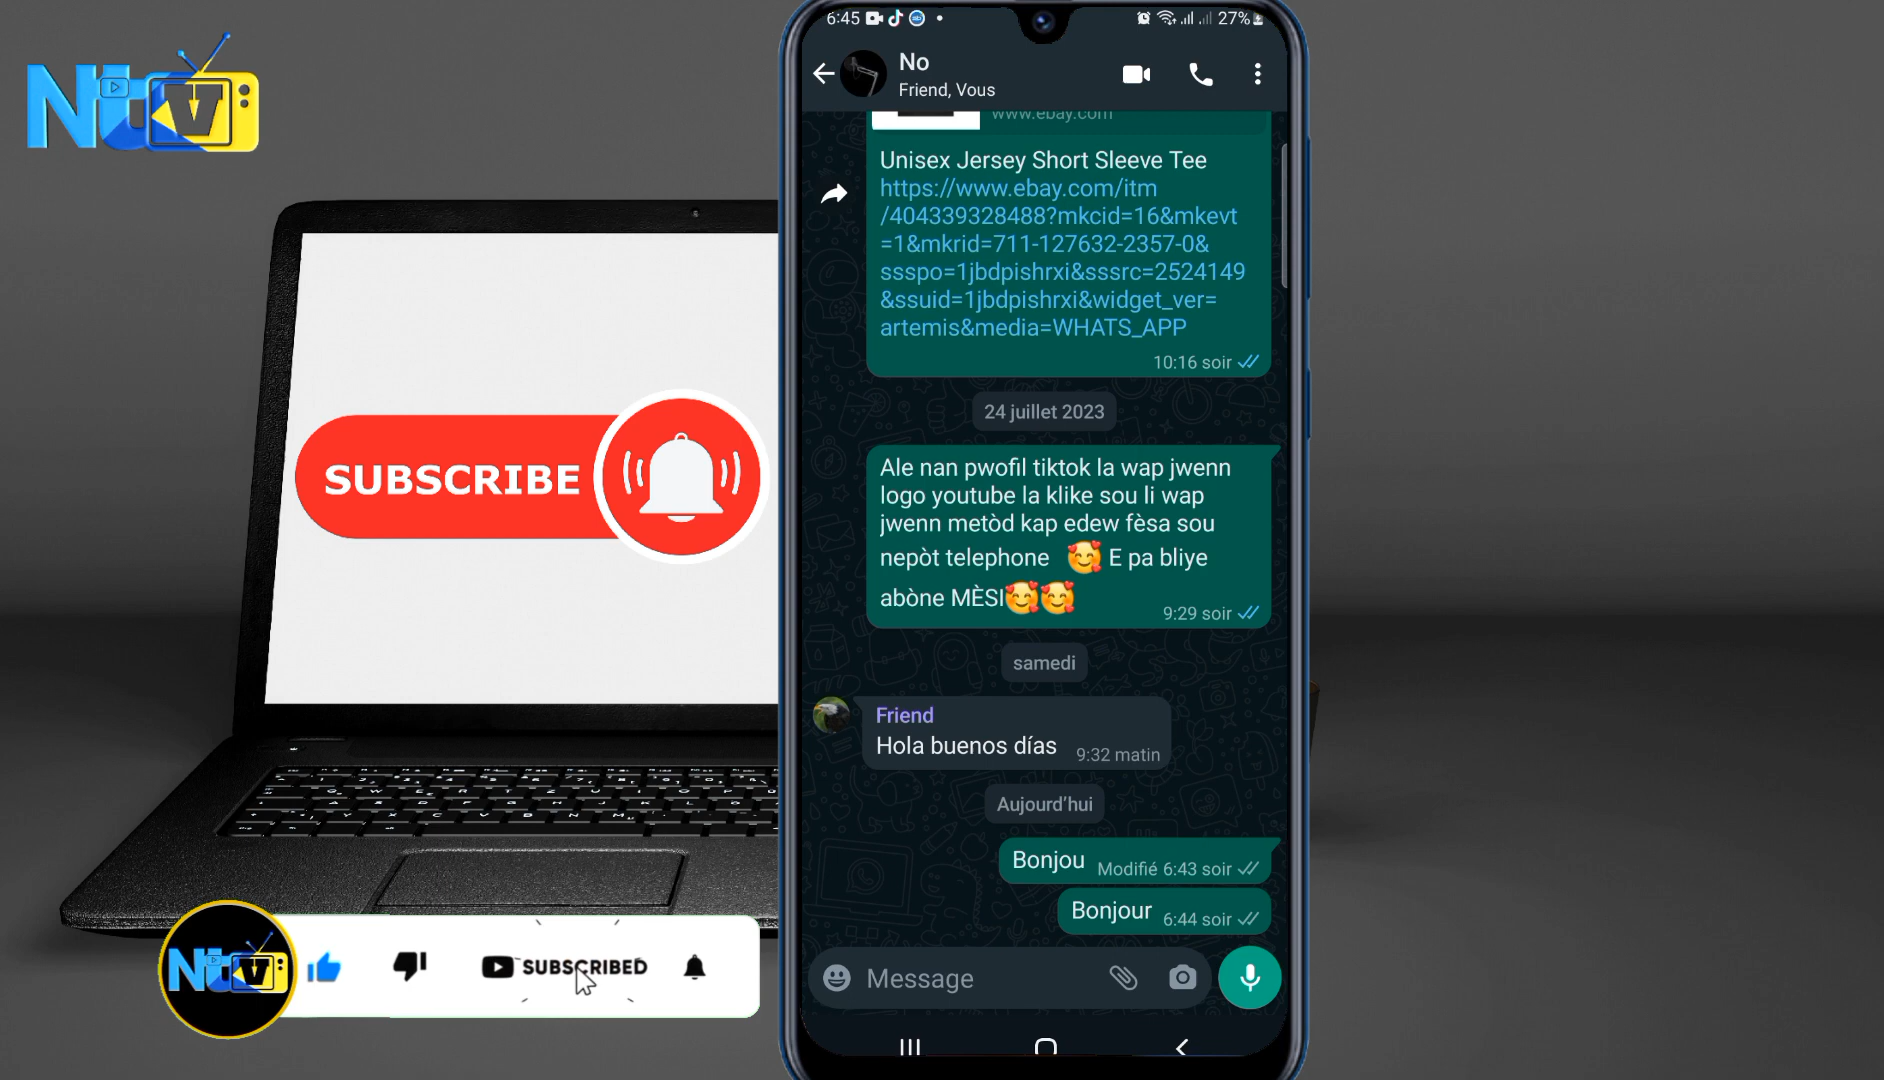 NtV
SUBSCRIBE
NtV
SUBSCRIBED
6:45
27%
No
Friend, Vous
www.ebay.com
Unisex Jersey Short Sleeve Tee
https://www.ebay.com/itm
/404339328488?mkcid=16&mkevt
=1&mkrid=711-127632-2357-0&
ssspo=1jbdpishrxi&sssrc=2524149
&ssuid=1jbdpishrxi&widget_ver=
artemis&media=WHATS_APP
10:16 soir
24 juillet 2023
Ale nan pwofil tiktok la wap jwenn
logo youtube la klike sou li wap
jwenn metòd kap edew fèsa sou
nepòt telephone 🥰 E pa bliye
abòne MÈSI🥰🥰
9:29 soir
samedi
Friend
Hola buenos días 9:32 matin
Aujourd'hui
Bonjou Modifié 6:43 soir
Bonjour 6:44 soir
Message